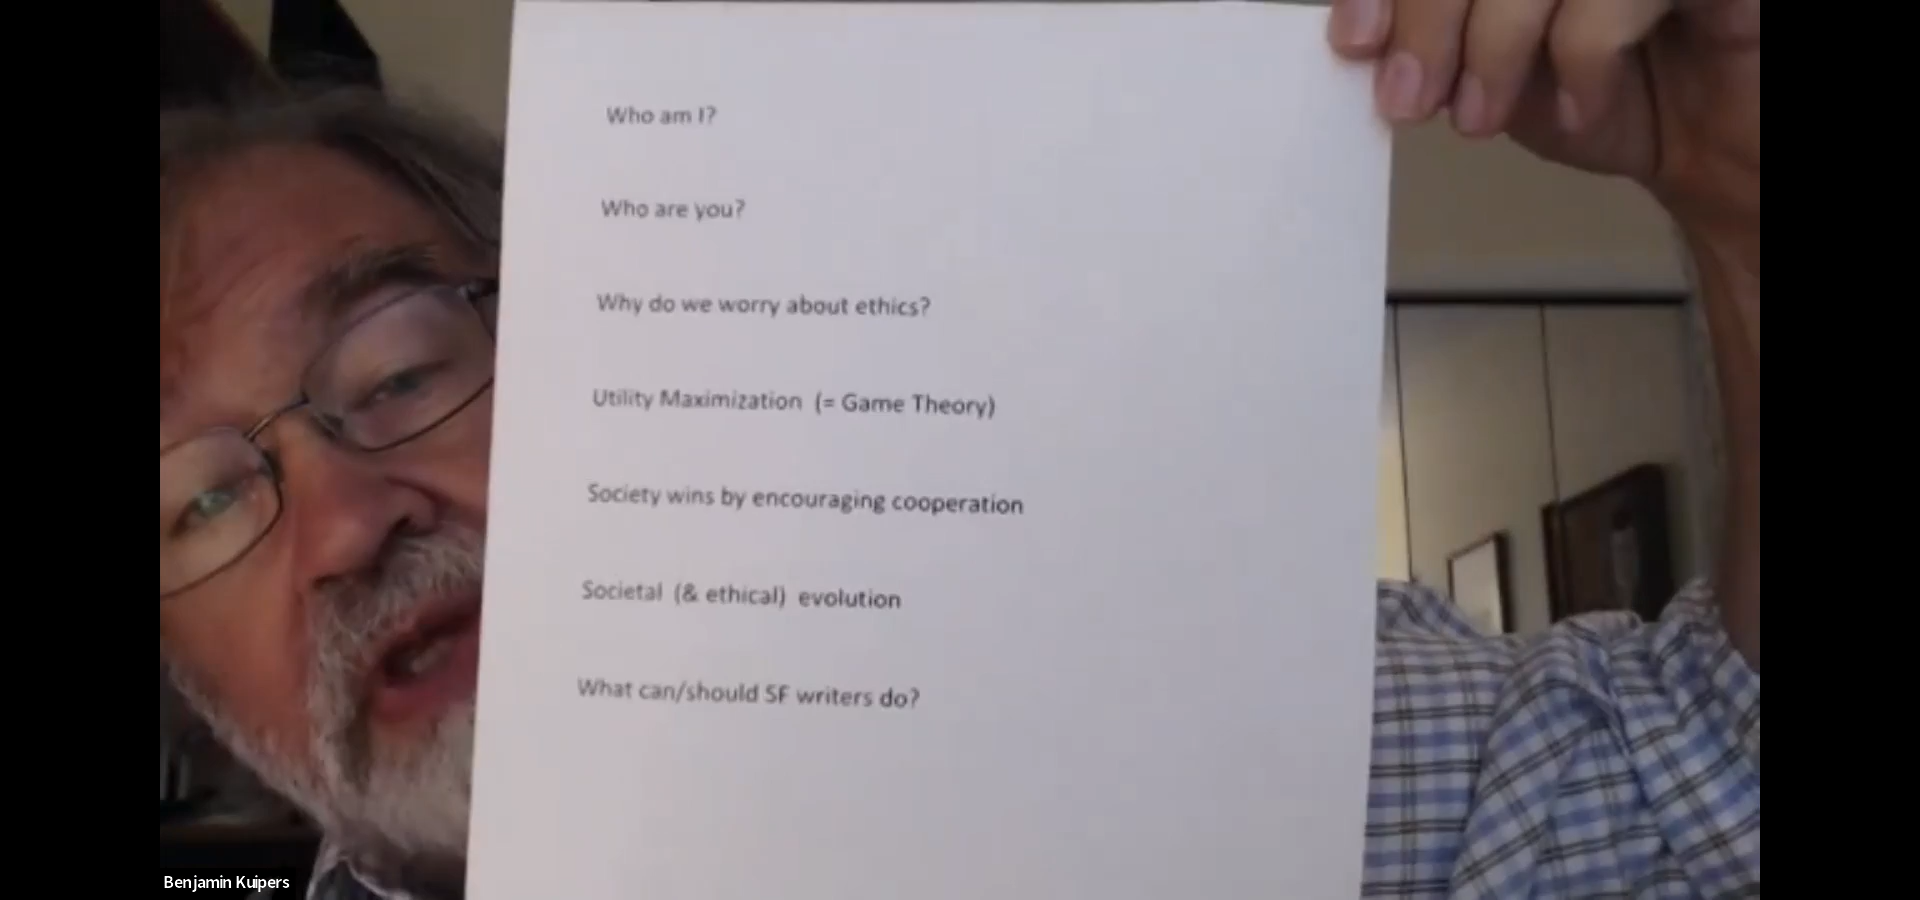 Who am I?
Who are you?
Why do we worry about ethics?
Utility Maximization (= Game Theory)
Society wins by encouraging cooperation
Societal (& ethical) evolution
What can/should SF writers do?
Benjamin Kuipers